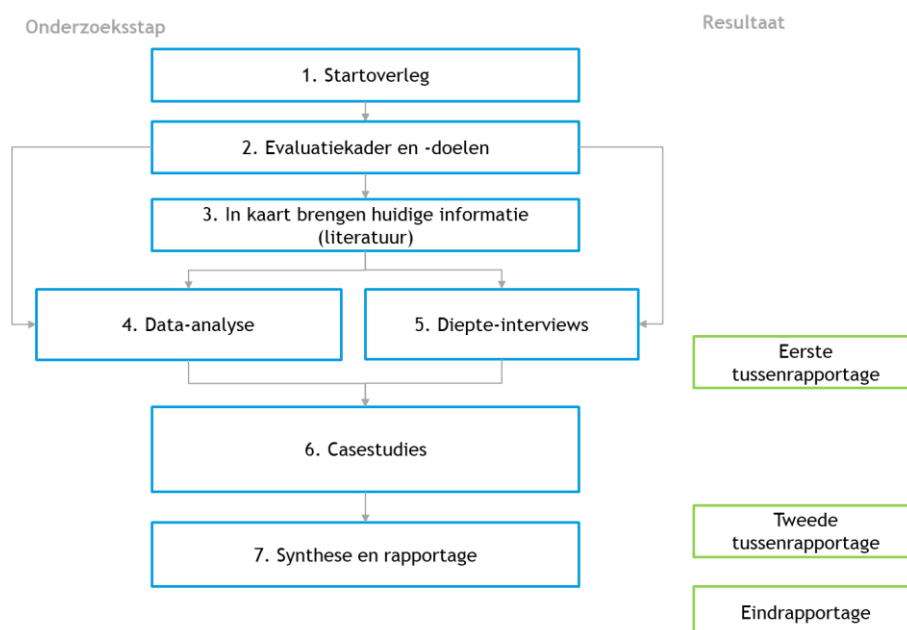 Onderzoeksstap
Resultaat
1. Startoverleg
2. Evaluatiekader en -doelen
3. In kaart brengen huidige informatie
(literatuur)
4. Data-analyse
5. Diepte-interviews
Eerste
tussenrapportage
6. Casestudies
Tweede
tussenrapportage
7. Synthese en rapportage
Eindrapportage